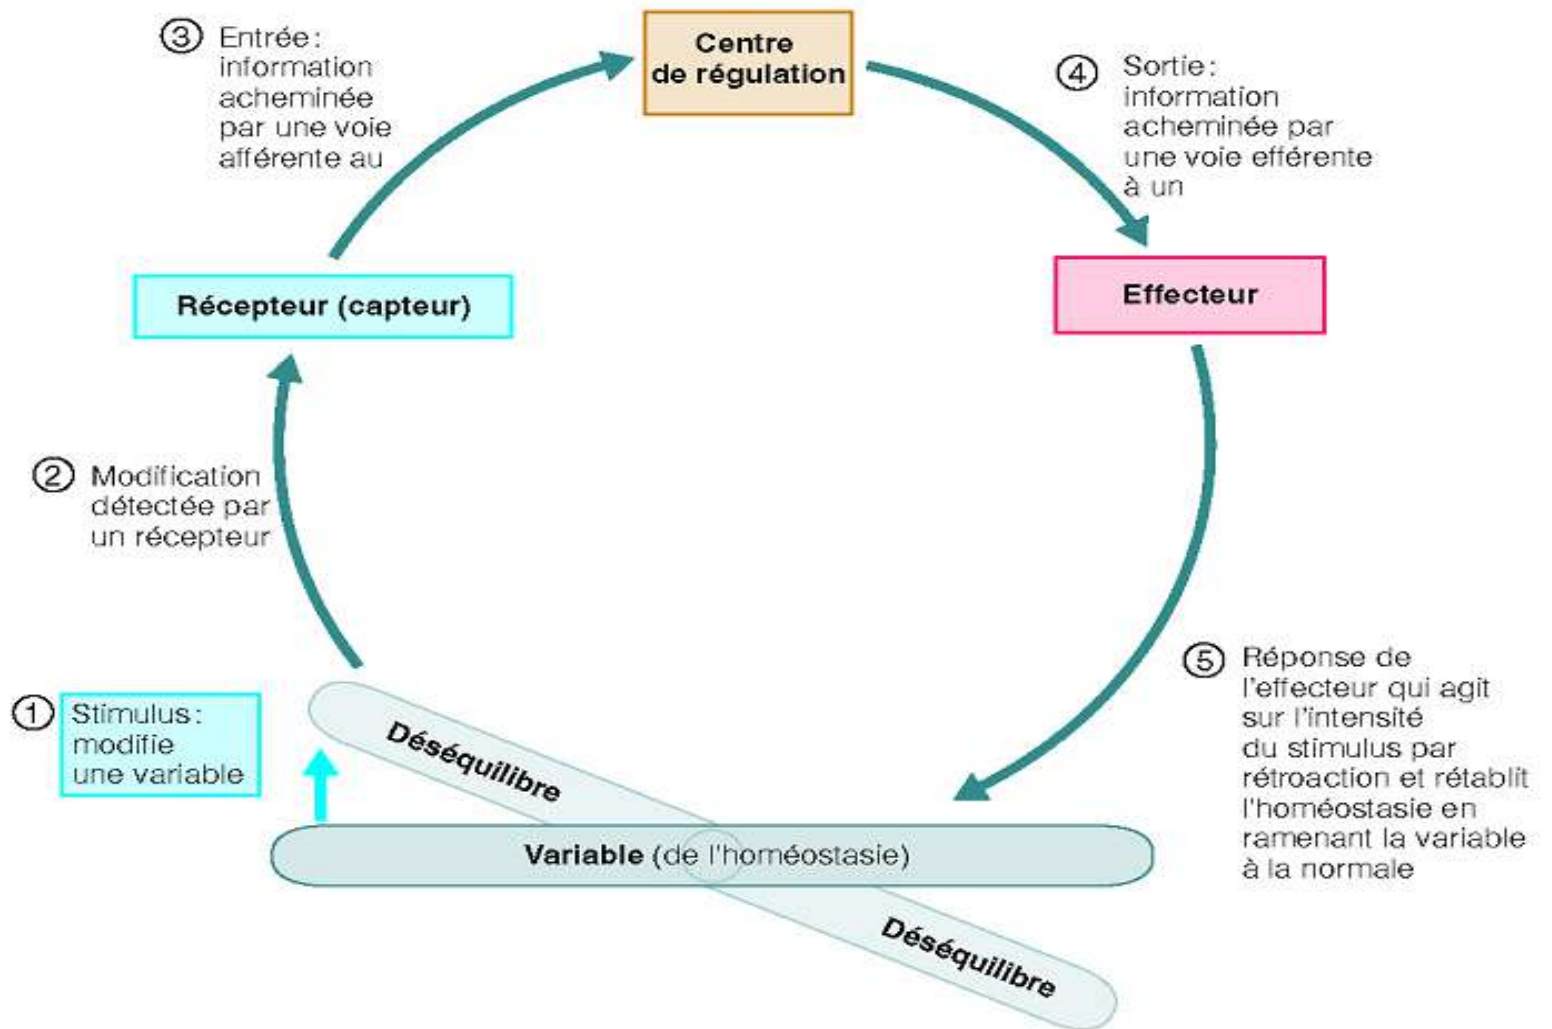 ① Stimulus :
modifie
une variable
② Modification
détectée par
un récepteur
Récepteur (capteur)
③ Entrée :
information
acheminée
par une voie
afférente au
Centre
de régulation
④ Sortie :
information
acheminée par
une voie efférente
à un
Effecteur
⑤ Réponse de
l'effecteur qui agit
sur l'intensité
du stimulus par
rétroaction et rétablit
l'homéostasie en
ramenant la variable
à la normale
Déséquilibre
Variable (de l'homéostasie)
Déséquilibre